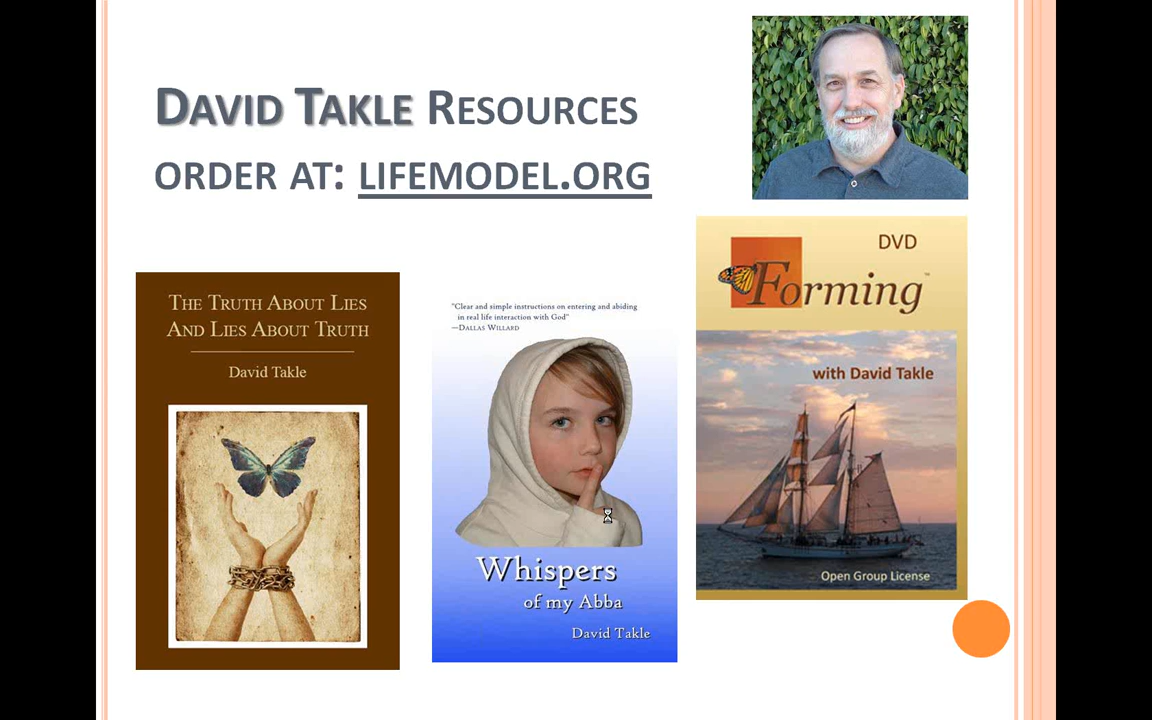 DAVID TAKLE RESOURCES
ORDER AT: LIFEMODEL.ORG
THE TRUTH ABOUT LIES
AND LIES ABOUT TRUTH
David Takle
"Clear and simple instructions on entering and abiding
in real life interaction with God"
—DALLAS WILLARD
Whispers
of my Abba
David Takle
DVD
Forming™
with David Takle
Open Group License